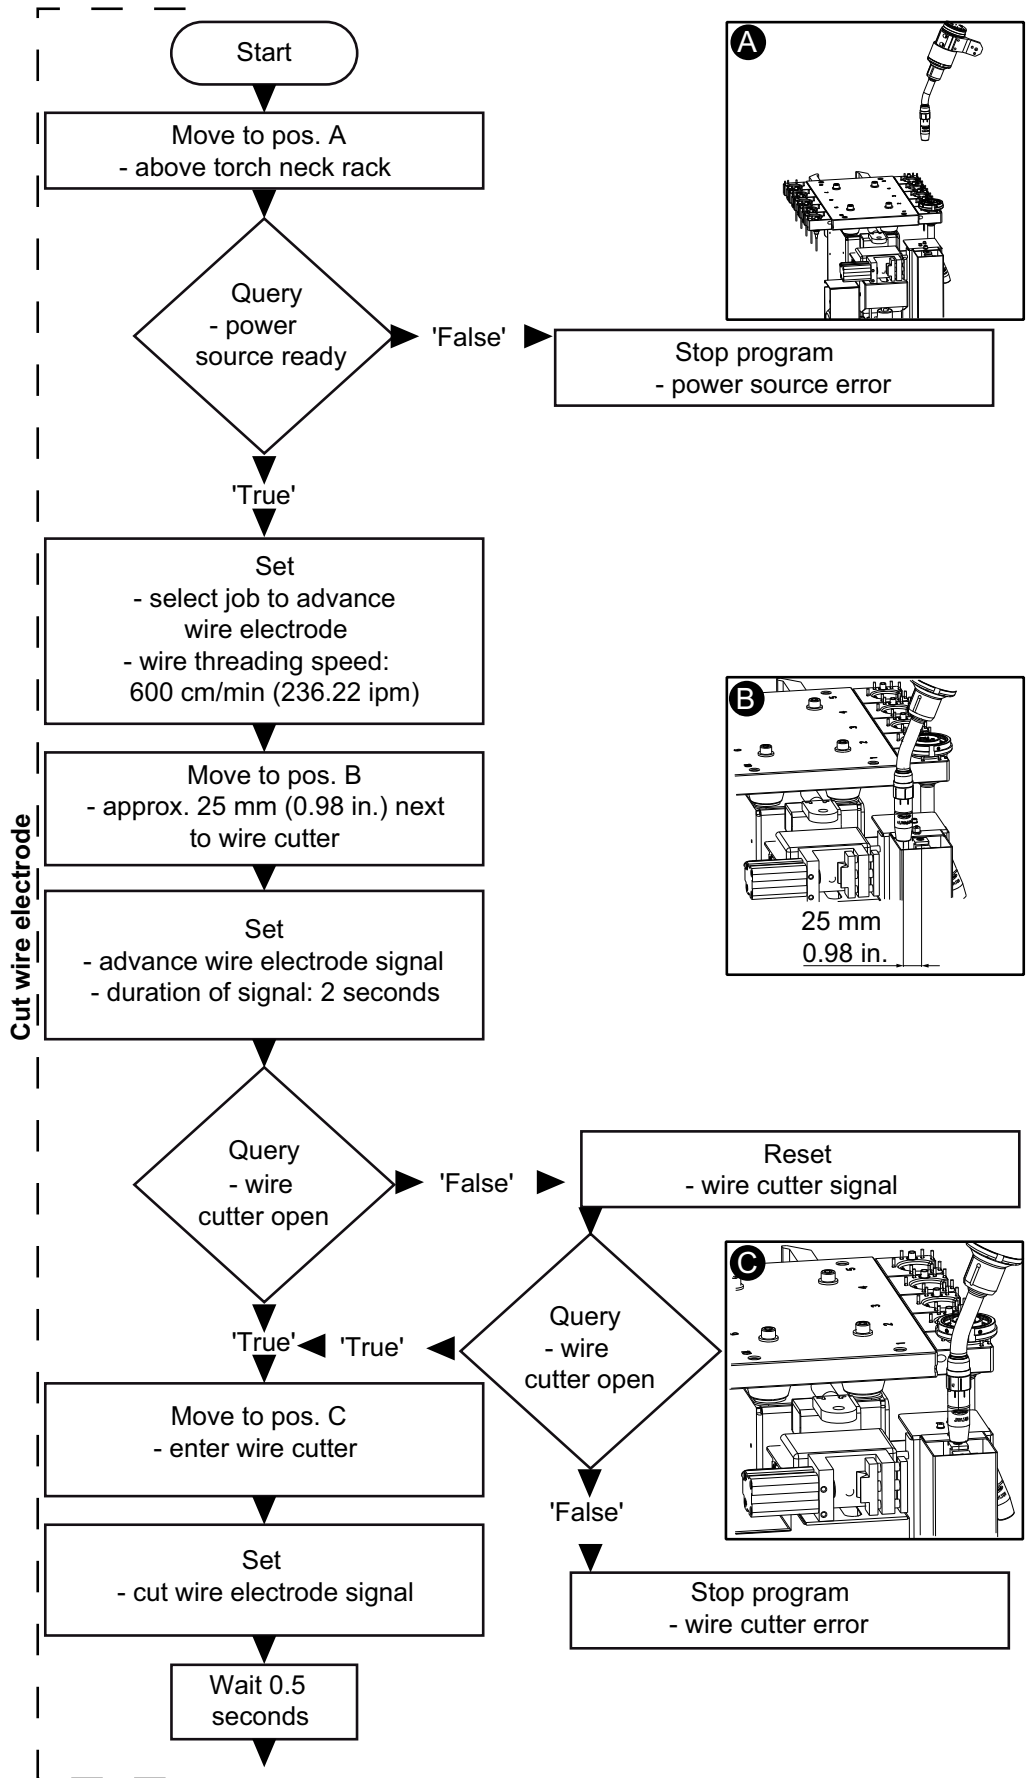 Start
Move to pos. A
- above torch neck rack
A
Query
- power
source ready
'False'
Stop program
- power source error
'True'
Set
- select job to advance
wire electrode
- wire threading speed:
600 cm/min (236.22 ipm)
Move to pos. B
- approx. 25 mm (0.98 in.) next
to wire cutter
B
25 mm
0.98 in.
Cut wire electrode
Set
- advance wire electrode signal
- duration of signal: 2 seconds
Query
- wire
cutter open
'False'
Reset
- wire cutter signal
C
Query
- wire
cutter open
'True'
'True'
Move to pos. C
- enter wire cutter
'False'
Set
- cut wire electrode signal
Stop program
- wire cutter error
Wait 0.5
seconds